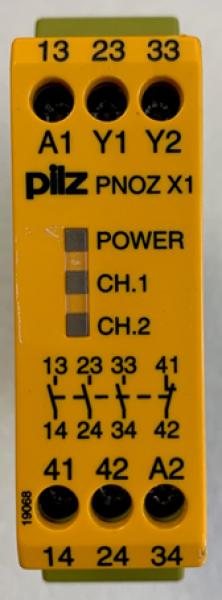 13 23 33
A1 Y1 Y2
pilz PNOZ X1
POWER
CH.1
CH.2
13 23 33 41
14 24 34 42
19068
41 42 A2
14 24 34